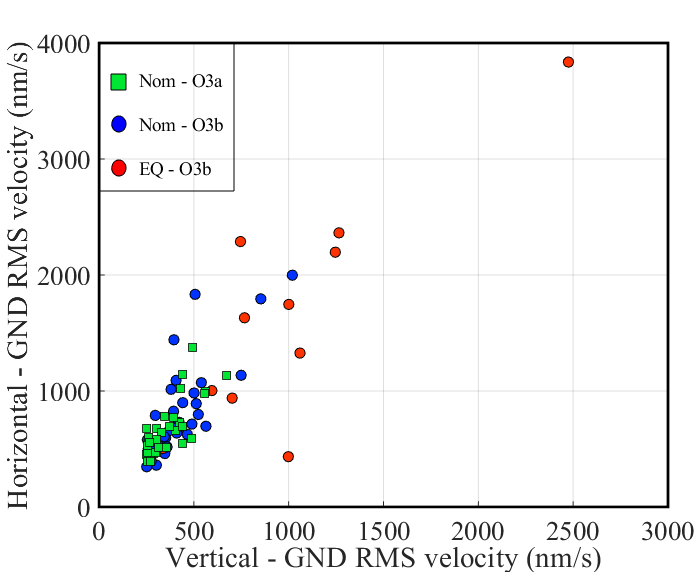 4000
3000
2000
1000
0
Horizontal - GND RMS velocity (nm/s)
Nom - O3a
Nom - O3b
EQ - O3b
0 500 1000 1500 2000 2500 3000
Vertical - GND RMS velocity (nm/s)